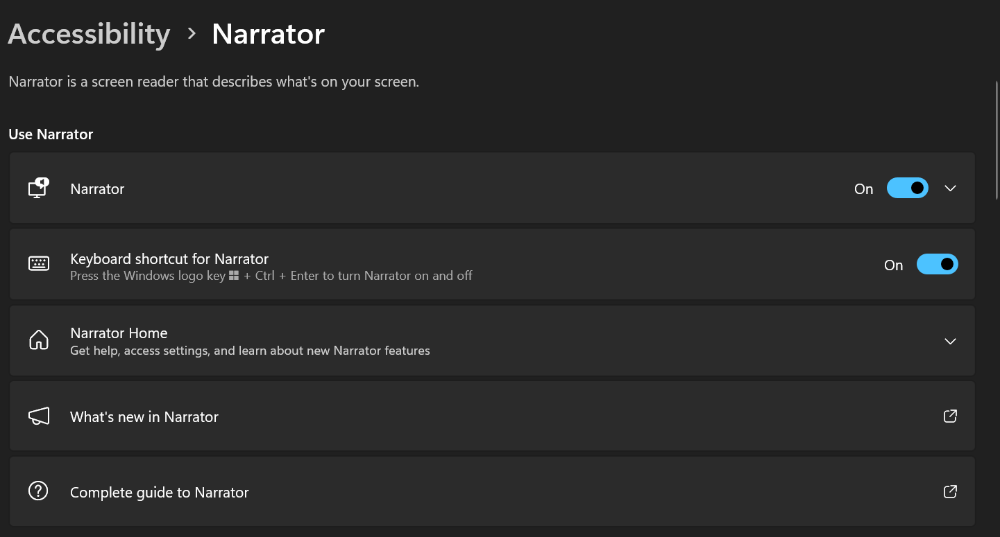 Accessibility > Narrator
Narrator is a screen reader that describes what's on your screen.
Use Narrator
Narrator On
Keyboard shortcut for Narrator On
Press the Windows logo key + Ctrl + Enter to turn Narrator on and off
Narrator Home
Get help, access settings, and learn about new Narrator features
What's new in Narrator
Complete guide to Narrator